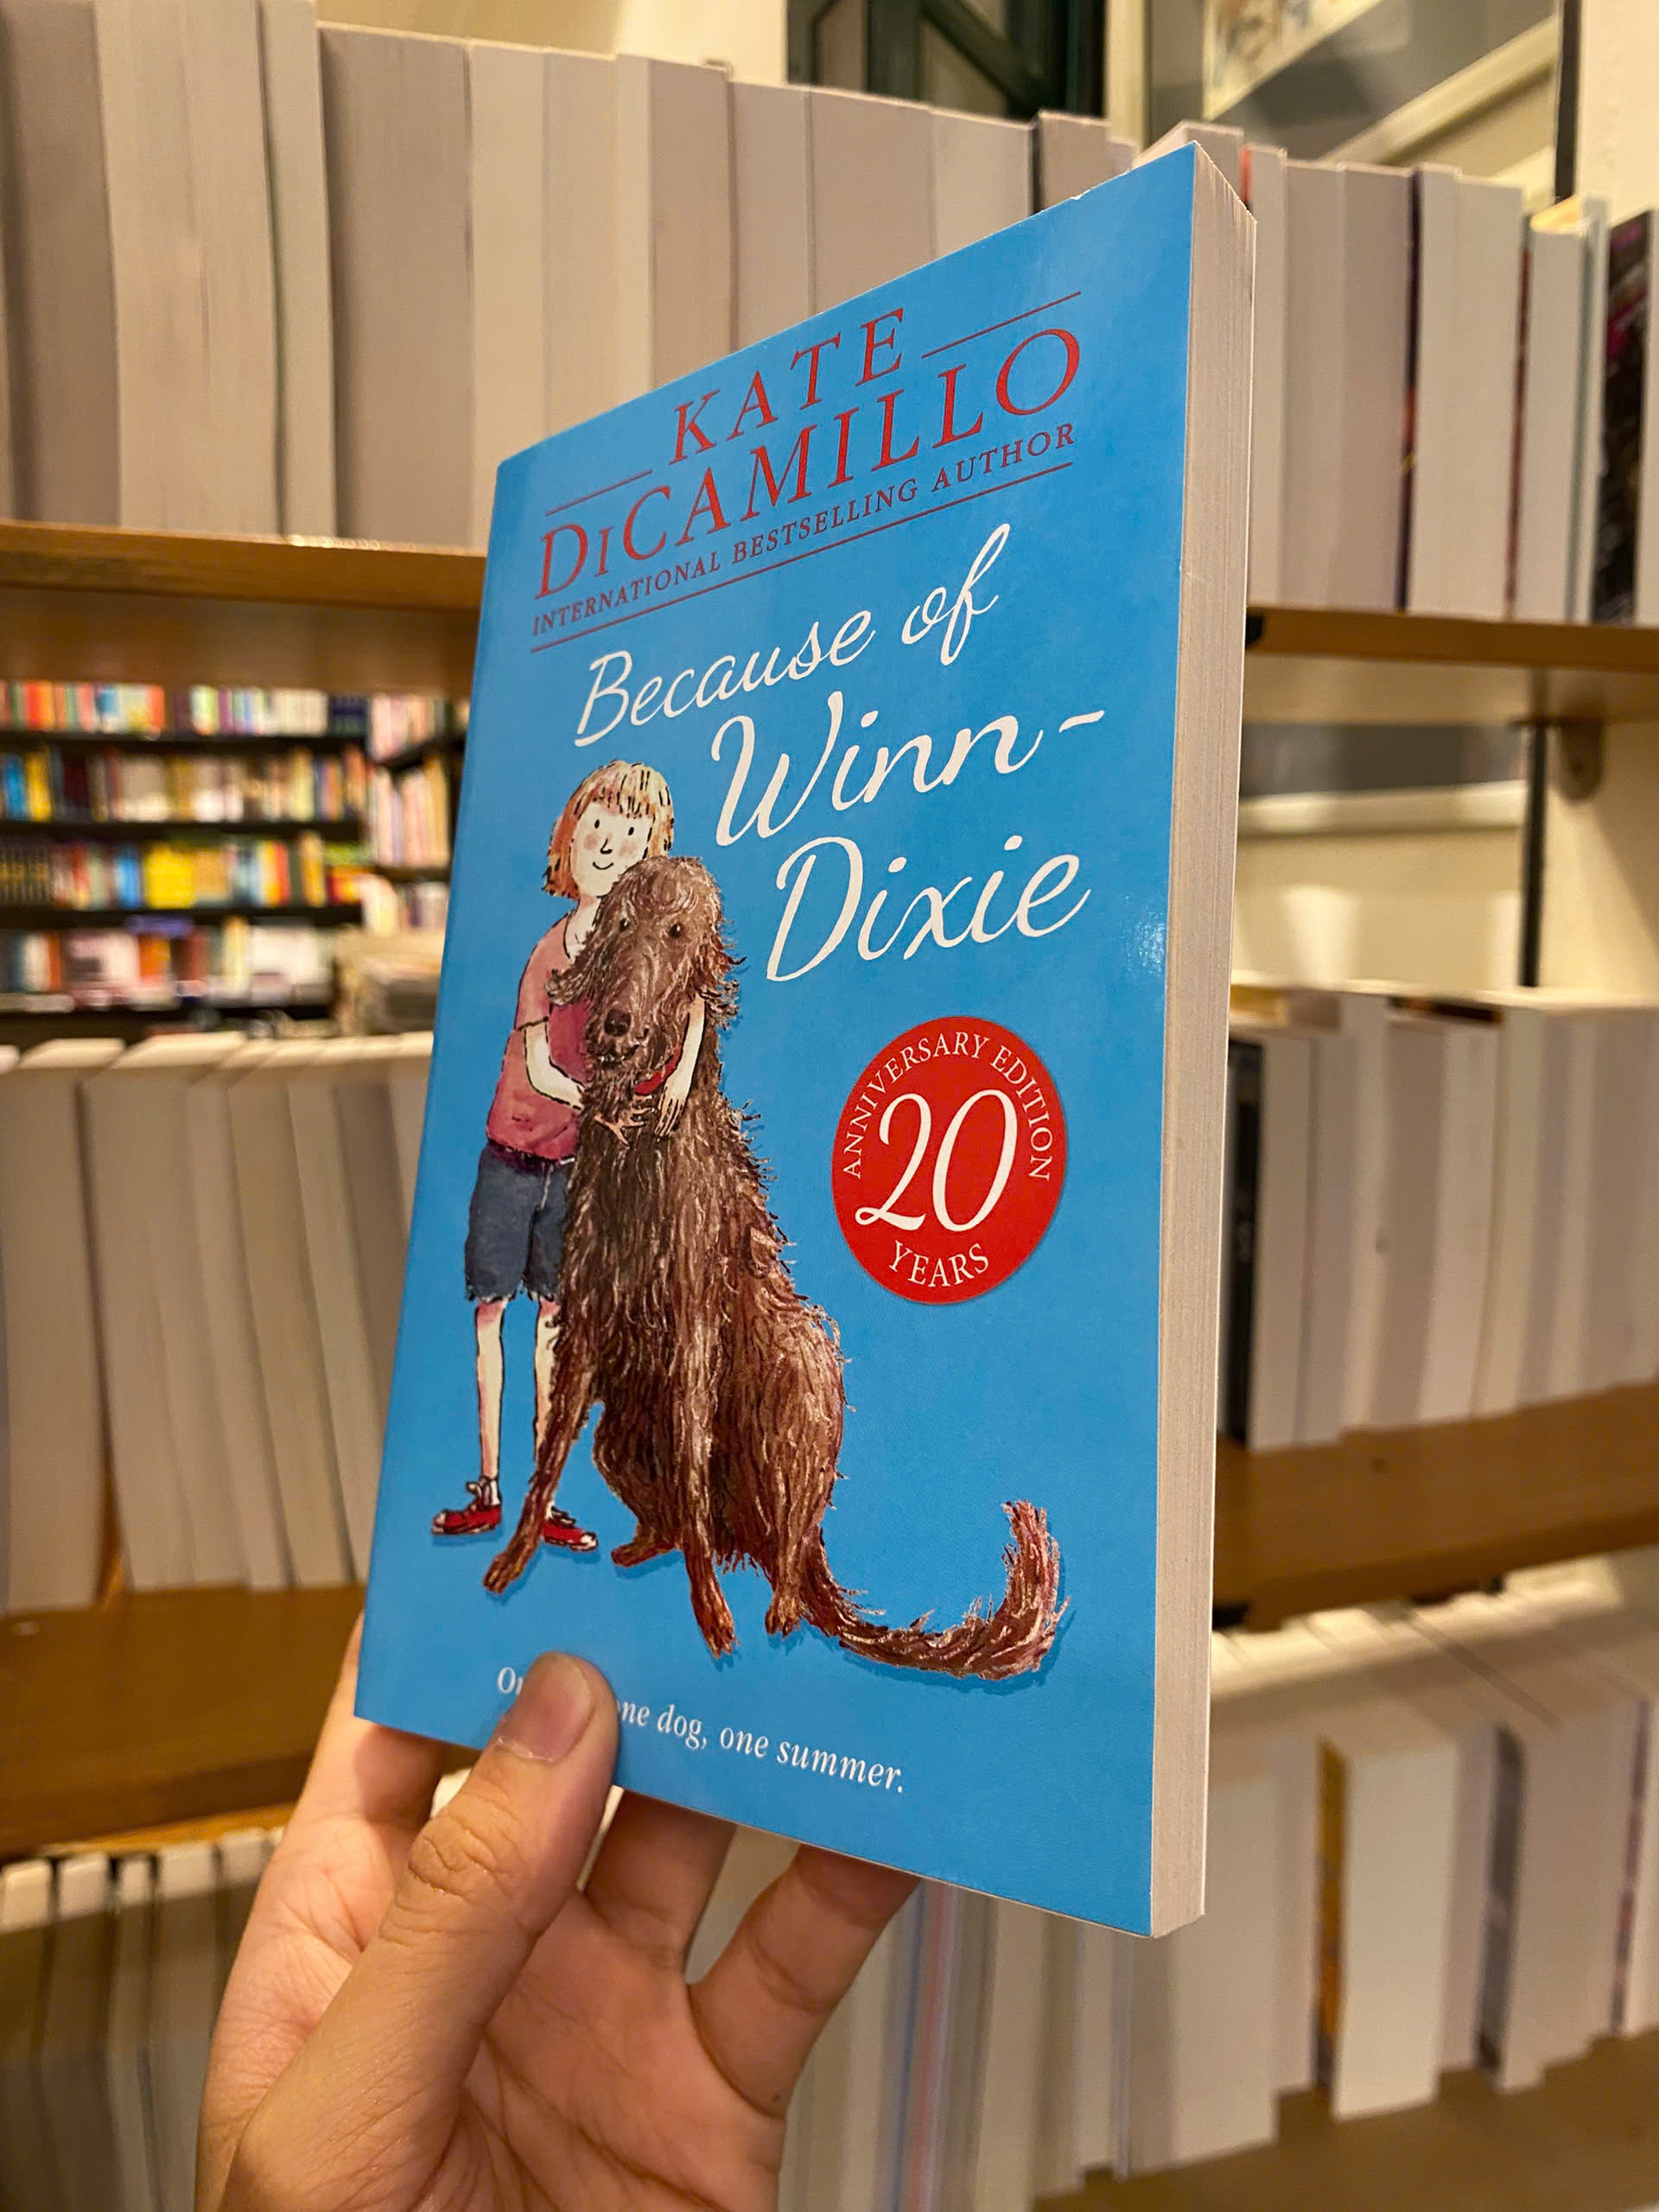 KATE
DICAMILLO
INTERNATIONAL BESTSELLING AUTHOR
Because of
Winn-
Dixie
ANNIVERSARY EDITION
20
YEARS
one dog, one summer.